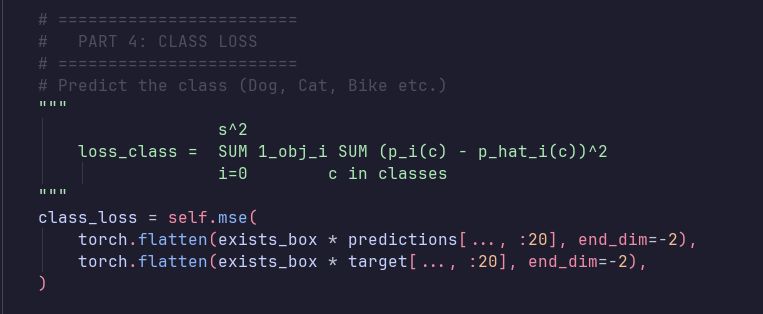 # =========================
#   PART 4: CLASS LOSS
# =========================
# Predict the class (Dog, Cat, Bike etc.)
"""
                  s^2
    loss_class =  SUM 1_obj_i SUM (p_i(c) - p_hat_i(c))^2
                  i=0        c in classes
"""
class_loss = self.mse(
    torch.flatten(exists_box * predictions[..., :20], end_dim=-2),
    torch.flatten(exists_box * target[..., :20], end_dim=-2),
)